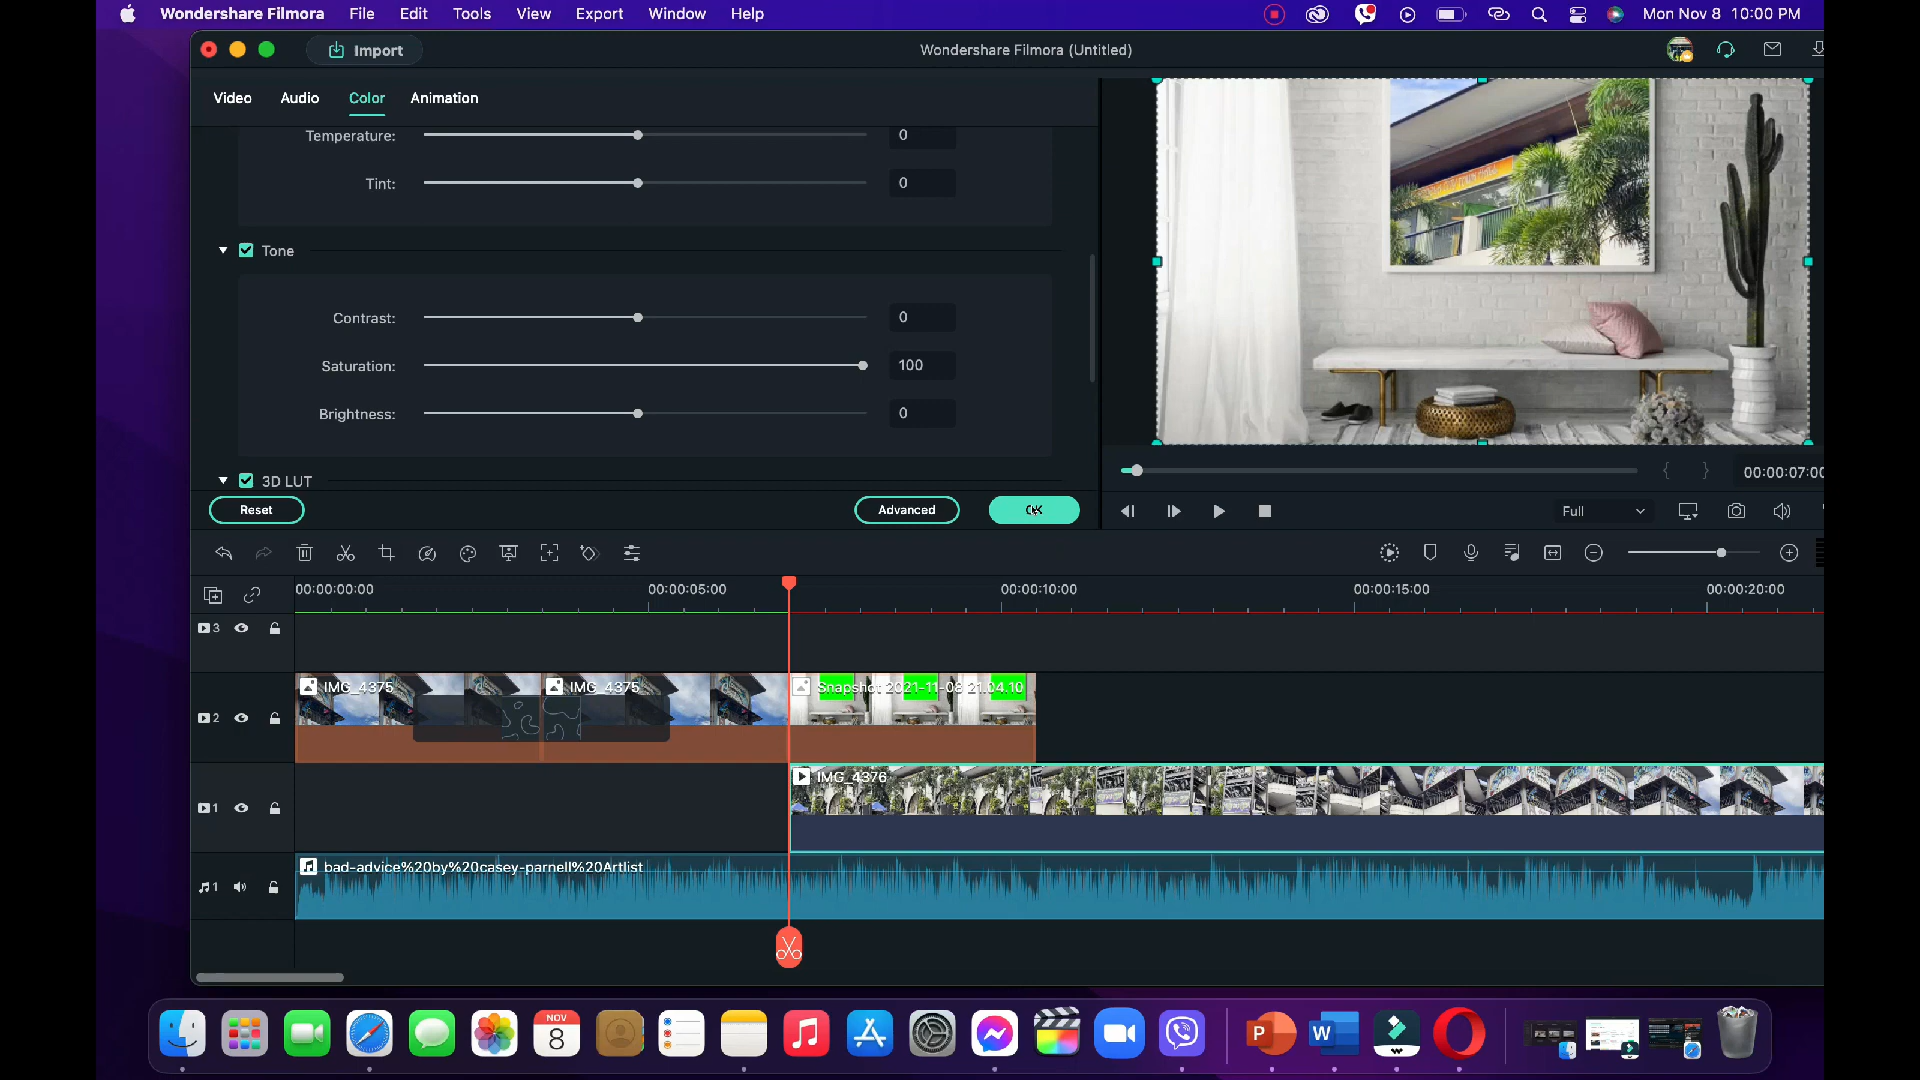 Wondershare Filmora File Edit Tools View Export Window Help Mon Nov 8 10:00 PM
Import Wondershare Filmora (Untitled)
Video Audio Color Animation
Temperature: 0
Tint: 0
Tone
Contrast: 0
Saturation: 100
Brightness: 0
3D LUT
00:00:07:00
Reset Advanced OK
Full
00:00:00:00 00:00:05:00 00:00:10:00 00:00:15:00 00:00:20:00
3
IMG_4375 IMG_4375 Snapshot 2021-11-08 21.04.10
2
IMG_4376
1
bad-advice%20by%20casey-parnell%20Artlist
1
NOV
8
P W